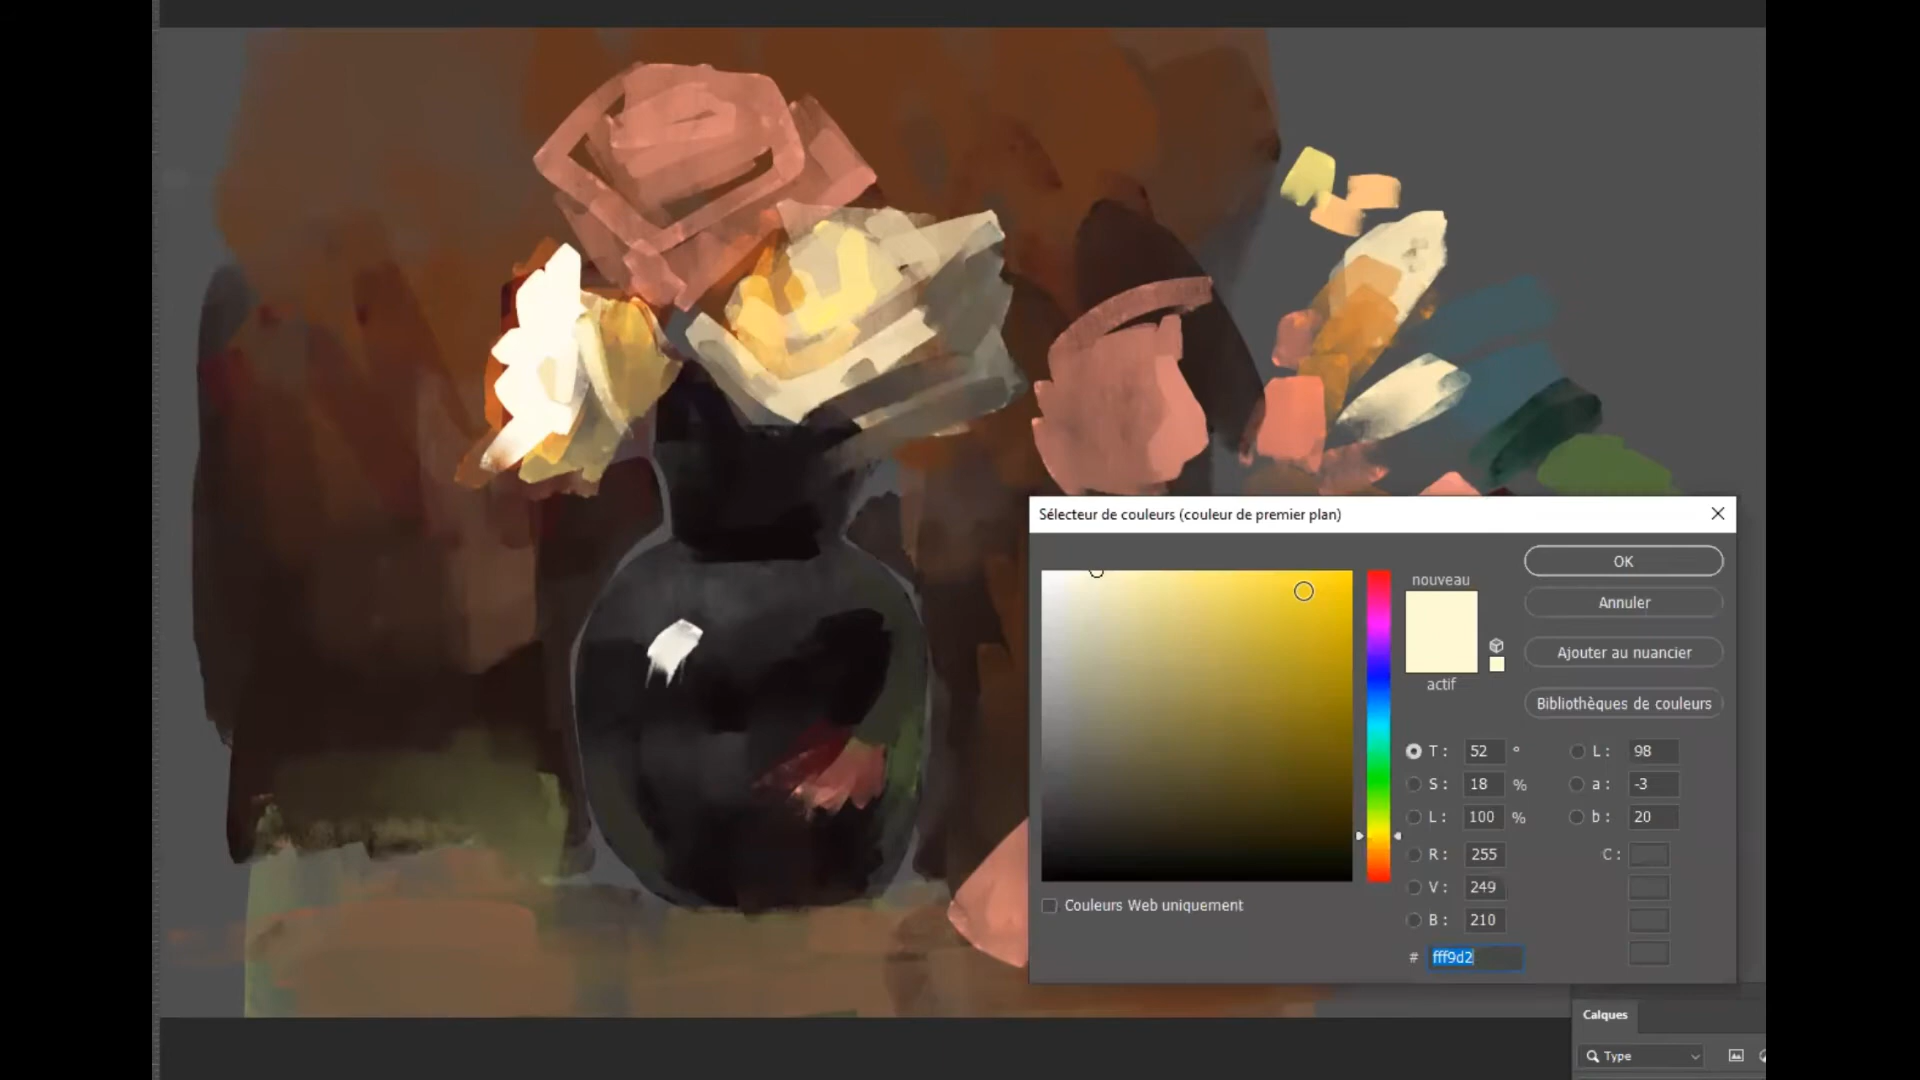 Sélecteur de couleurs (couleur de premier plan)
OK
nouveau
Annuler
Ajouter au nuancier
actif
Bibliothèques de couleurs
T : 52 °
L : 98
S : 18 %
a : -3
L : 100 %
b : 20
R : 255
C :
V : 249
B : 210
Couleurs Web uniquement
# fff9d2
Calques
Type